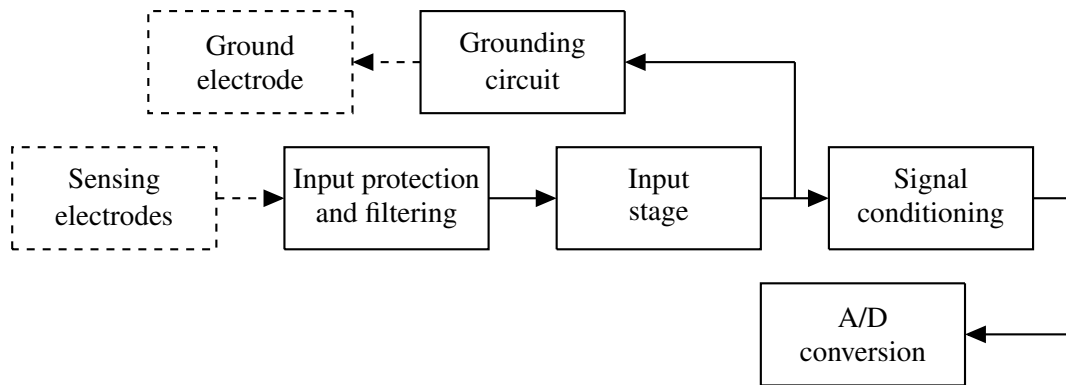 Ground
electrode
Grounding
circuit
Sensing
electrodes
Input protection
and filtering
Input
stage
Signal
conditioning
A/D
conversion